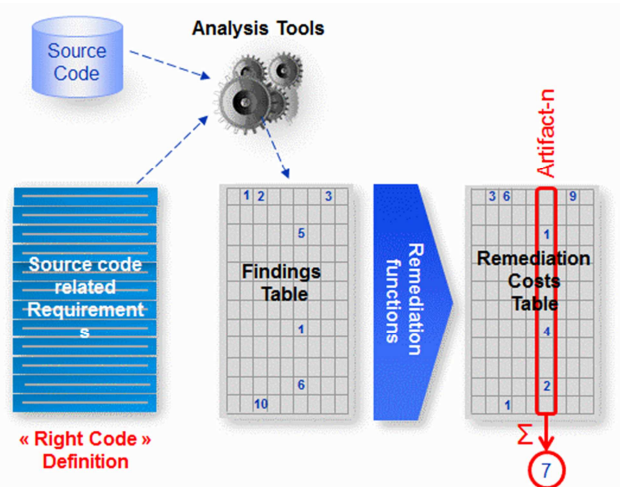 Analysis Tools
Source
Code
Artifact-n
1 2 3
5
1
6
10
Findings
Table
Remediation
functions
3 6 9
1
4
2
1
Remediation
Costs
Table
Source code
related
Requirement
s
« Right Code »
Definition
Σ
7